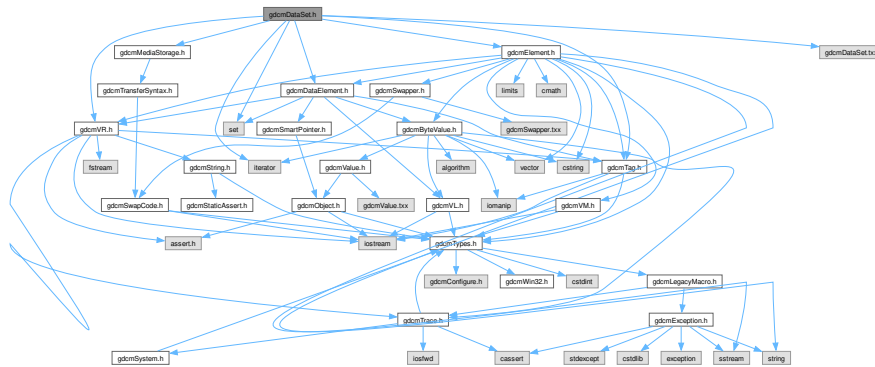 gdcmDataSet.h
gdcmMediaStorage.h
gdcmElement.h
gdcmDataSet.txx
gdcmTransferSyntax.h
gdcmDataElement.h
gdcmSwapper.h
limits
cmath
gdcmVR.h
set
gdcmSmartPointer.h
gdcmByteValue.h
gdcmSwapper.txx
fstream
gdcmString.h
iterator
gdcmValue.h
algorithm
vector
cstring
gdcmTag.h
gdcmSwapCode.h
gdcmStaticAssert.h
gdcmObject.h
gdcmValue.txx
gdcmVL.h
iomanip
gdcmVM.h
assert.h
iostream
gdcmTypes.h
gdcmConfigure.h
gdcmWin32.h
cstdint
gdcmLegacyMacro.h
gdcmTrace.h
gdcmException.h
gdcmSystem.h
iosfwd
cassert
stdexcept
cstdlib
exception
sstream
string